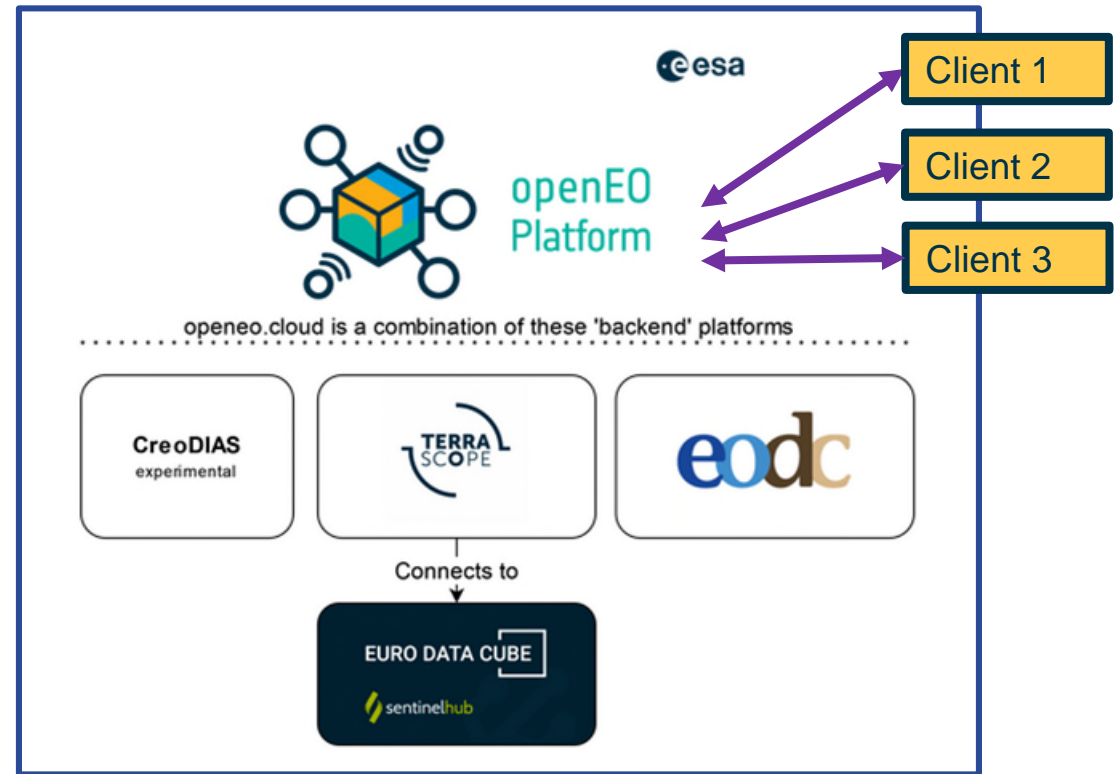 esa
Client 1
Client 2
Client 3
openEO
Platform
openeo.cloud is a combination of these 'backend' platforms
CreoDIAS
experimental
TERRA
SCOPE
eodc
Connects to
EURO DATA CUBE
sentinelhub